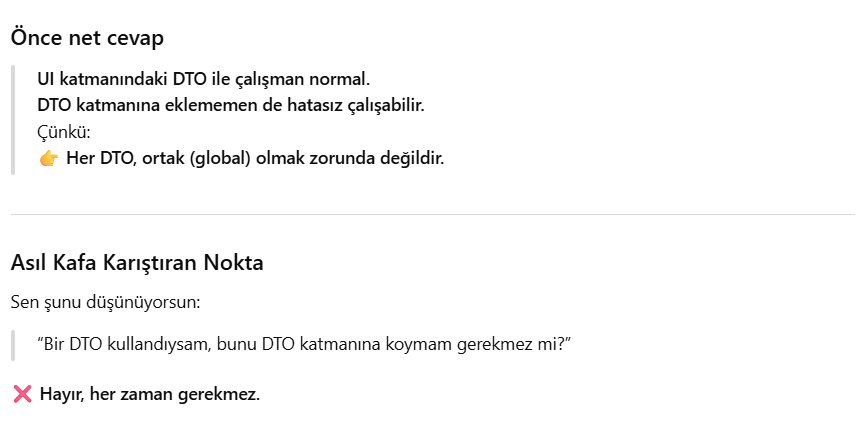 Önce net cevap
UI katmanındaki DTO ile çalışman normal.
DTO katmanına eklememen de hatasız çalışabilir.
Çünkü:
👉 Her DTO, ortak (global) olmak zorunda değildir.
Asıl Kafa Karıştıran Nokta
Sen şunu düşünüyorsun:
“Bir DTO kullandıysam, bunu DTO katmanına koymam gerekmez mi?”
❌ Hayır, her zaman gerekmez.